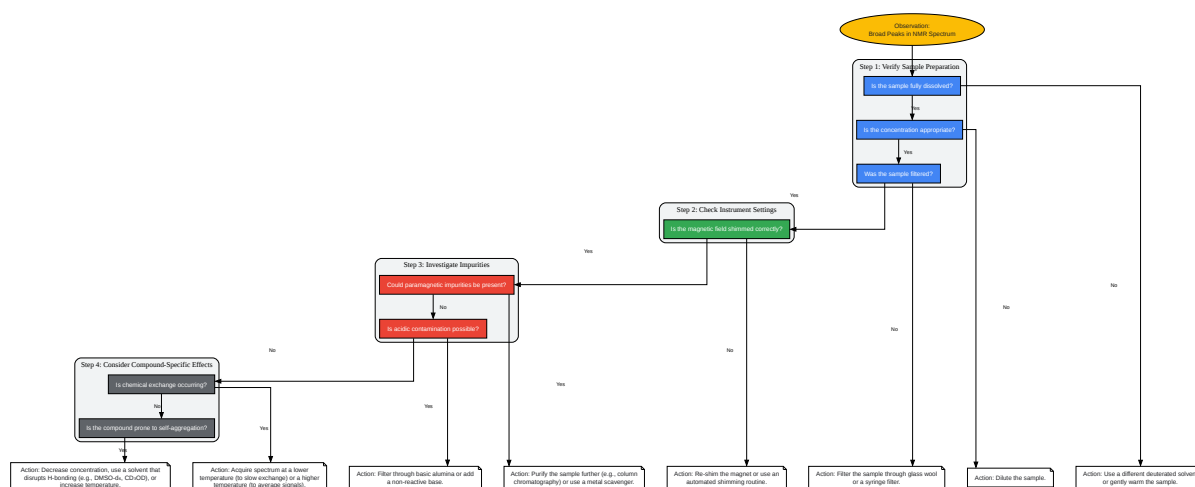 Observation:
Broad Peaks in NMR Spectrum
Step 1: Verify Sample Preparation
Is the sample fully dissolved?
Yes
Is the concentration appropriate?
Yes
Was the sample filtered?
Yes
Step 2: Check Instrument Settings
Is the magnetic field shimmed correctly?
Yes
Step 3: Investigate Impurities
Could paramagnetic impurities be present?
No
No
No
Is acidic contamination possible?
No
No
No
Step 4: Consider Compound-Specific Effects
Is chemical exchange occurring?
Yes
No
Yes
Is the compound prone to self-aggregation?
Yes
Yes
Action: Decrease concentration, use a solvent that
disrupts H-bonding (e.g., DMSO-d₆, CD₃OD), or
increase temperature.
Action: Acquire spectrum at a lower
temperature (to slow exchange) or a higher
temperature (to average signals).
Action: Filter through basic alumina or add
a non-reactive base.
Action: Purify the sample further (e.g., column
chromatography) or use a metal scavenger.
Action: Re-shim the magnet or use an
automated shimming routine.
Action: Filter the sample through glass wool
or a syringe filter.
Action: Dilute the sample.
Action: Use a different deuterated solvent
or gently warm the sample.